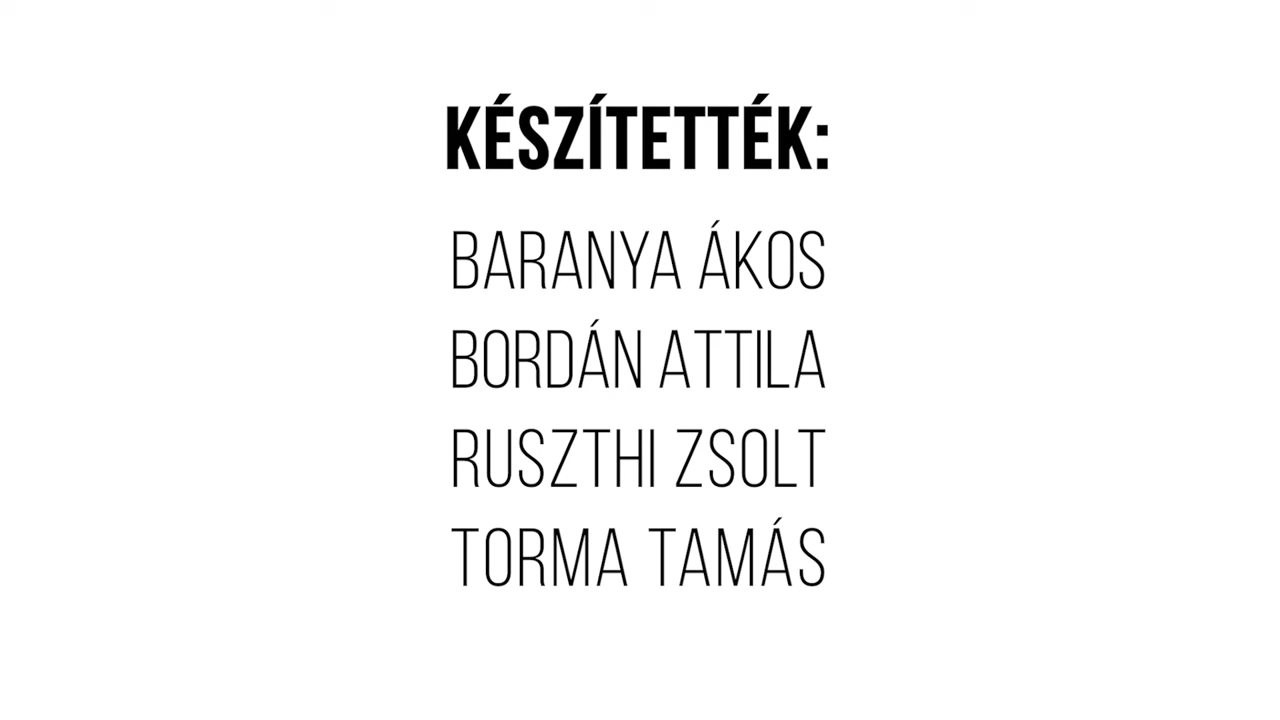 KÉSZÍTETTÉK:
BARANYA ÁKOS
BORDÁN ATTILA
RUSZTHI ZSOLT
TORMA TAMÁS